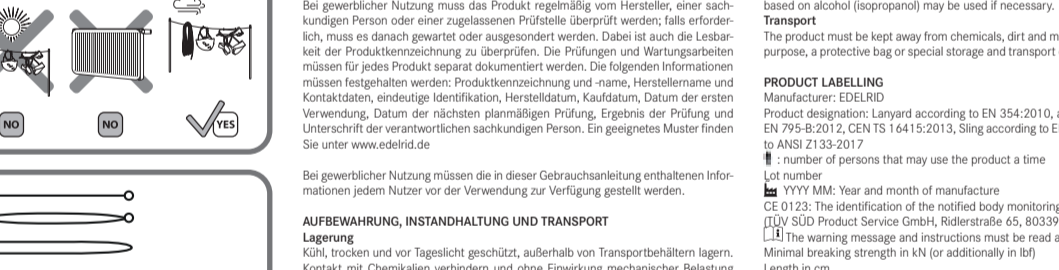 NO
NO
YES
Bei gewerblicher Nutzung muss das Produkt regelmäßig vom Hersteller, einer sach-
kundigen Person oder einer zugelassenen Prüfstelle überprüft werden; falls erforder-
lich, muss es danach gewartet oder ausgesondert werden. Dabei ist auch die Lesbar-
keit der Produktkennzeichnung zu überprüfen. Die Prüfungen und Wartungsarbeiten
müssen für jedes Produkt separat dokumentiert werden. Die folgenden Informationen
müssen festgehalten werden: Produktkennzeichnung und -name, Herstellername und
Kontaktdaten, eindeutige Identifikation, Herstelldatum, Kaufdatum, Datum der ersten
Verwendung, Datum der nächsten planmäßigen Prüfung, Ergebnis der Prüfung und
Unterschrift der verantwortlichen sachkundigen Person. Ein geeignetes Muster finden
Sie unter www.edelrid.de
Bei gewerblicher Nutzung müssen die in dieser Gebrauchsanleitung enthaltenen Infor-
mationen jedem Nutzer vor der Verwendung zur Verfügung gestellt werden.
AUFBEWAHRUNG, INSTANDHALTUNG UND TRANSPORT
Lagerung
Kühl, trocken und vor Tageslicht geschützt, außerhalb von Transportbehältern lagern.
Kontakt mit Chemikalien verhindern und ohne Einwirkung mechanischer Belastung
based on alcohol (isopropanol) may be used if necessary.
Transport
The product must be kept away from chemicals, dirt and m
purpose, a protective bag or special storage and transport
PRODUCT LABELLING
Manufacturer: EDELRID
Product designation: Lanyard according to EN 354:2010, a
EN 795-B:2012, CEN TS 16415:2013, Sling according to E
to ANSI Z133-2017
: number of persons that may use the product a time
Lot number
YYYY MM: Year and month of manufacture
CE 0123: The identification of the notified body monitoring
(TÜV SÜD Product Service GmbH, Ridlerstraße 65, 80339
The warning message and instructions must be read a
Minimal breaking strength in kN (or additionally in lbf)
Length in cm